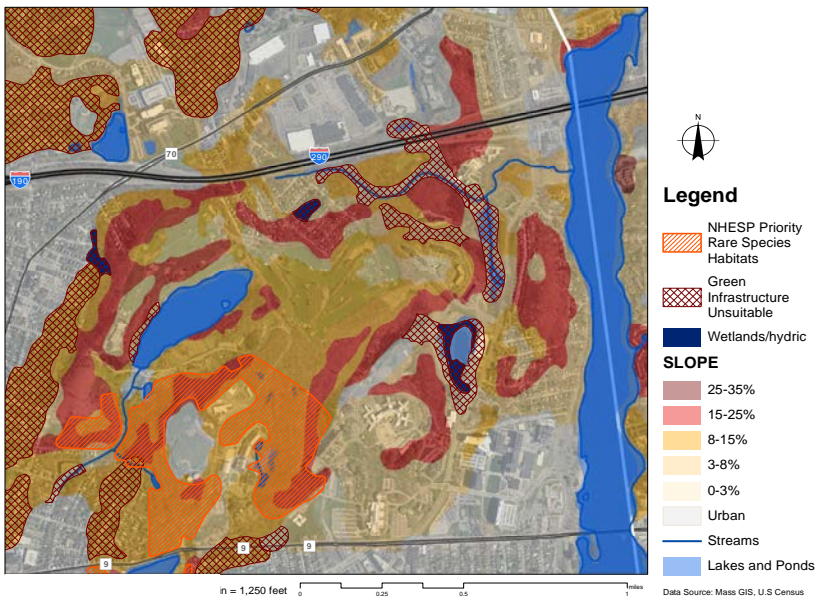 70
290
190
9
9
9
N
Legend
NHESP Priority
Rare Species
Habitats
Green
Infrastructure
Unsuitable
Wetlands/hydric
SLOPE
25-35%
15-25%
8-15%
3-8%
0-3%
Urban
Streams
Lakes and Ponds
Data Source: Mass GIS, U.S Census
in = 1,250 feet
0 0.25 0.5 1 miles